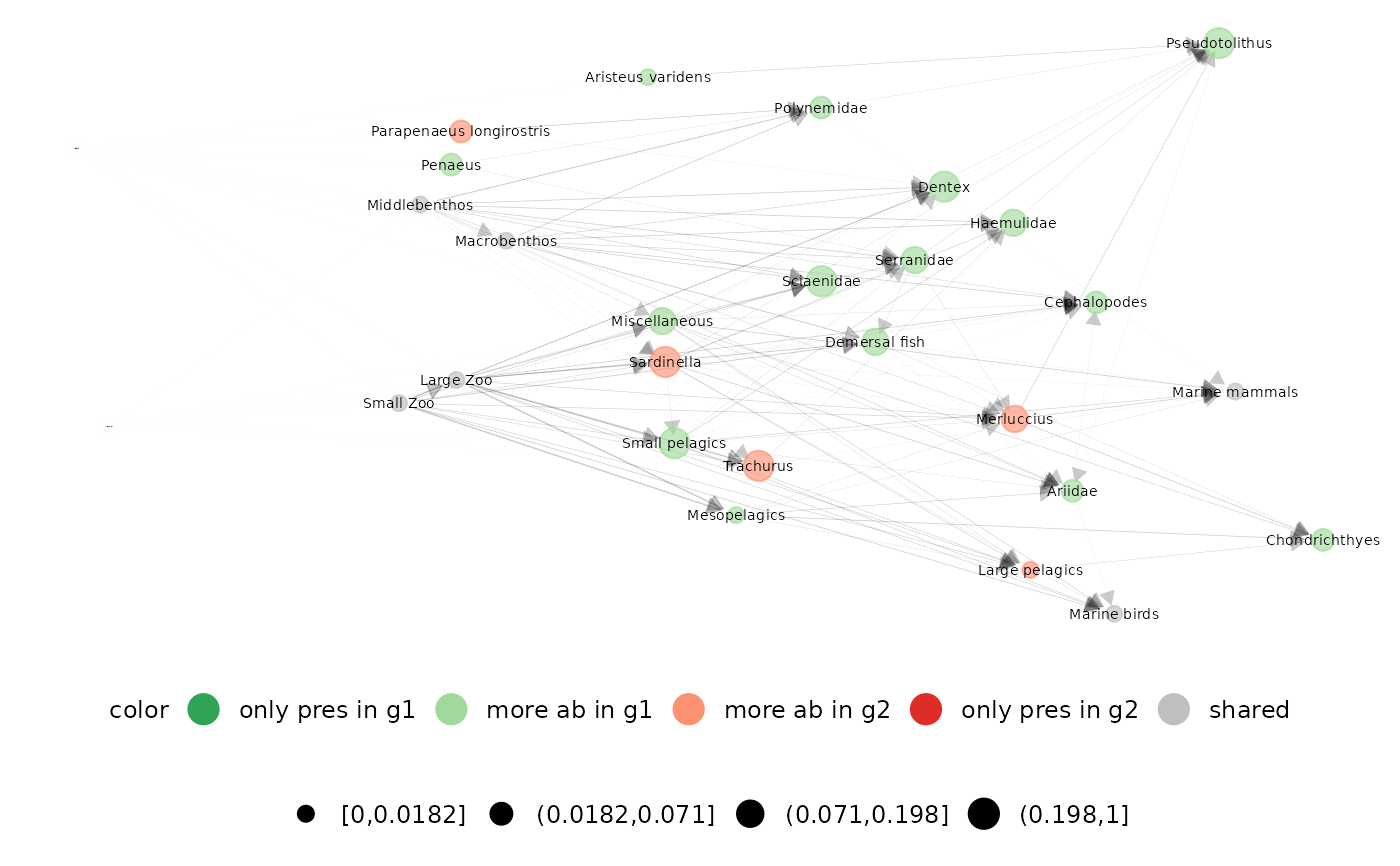 Pseudotolithus
Aristeus varidens
Polynemidae
Parapenaeus longirostris
Penaeus
Dentex
Middlebenthos
Haemulidae
Macrobenthos
Serranidae
Sciaenidae
Cephalopodes
Miscellaneous
Demersal fish
Sardinella
Large Zoo
Marine mammals
Small Zoo
Merluccius
Small pelagics
Trachurus
Ariidae
Mesopelagics
Chondrichthyes
Large pelagics
Marine birds
color only pres in g1 more ab in g1 more ab in g2 only pres in g2 shared
[0,0.0182] (0.0182,0.071] (0.071,0.198] (0.198,1]